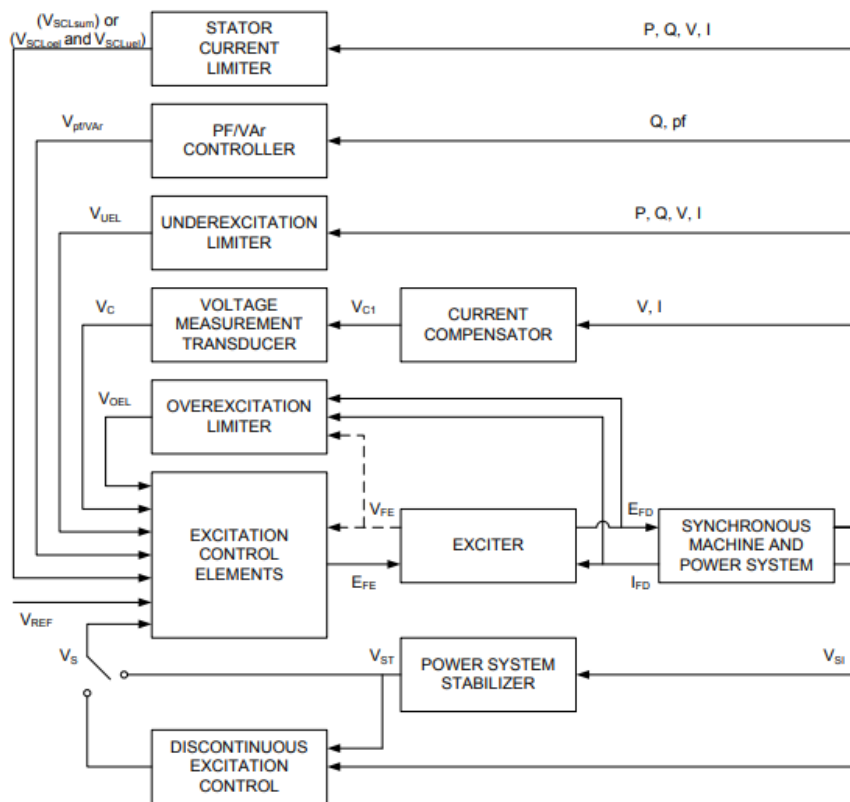 (VSCLsum) or
(VSCLoel and VSCLuel)
STATOR
CURRENT
LIMITER
P, Q, V, I
Vpf/VAr
PF/VAr
CONTROLLER
Q, pf
VUEL
UNDEREXCITATION
LIMITER
P, Q, V, I
VC
VOLTAGE
MEASUREMENT
TRANSDUCER
VC1
CURRENT
COMPENSATOR
V, I
VOEL
OVEREXCITATION
LIMITER
EXCITATION
CONTROL
ELEMENTS
VFE
EFE
EXCITER
EFD
IFD
SYNCHRONOUS
MACHINE AND
POWER SYSTEM
VREF
VS
VST
POWER SYSTEM
STABILIZER
VSI
DISCONTINUOUS
EXCITATION
CONTROL